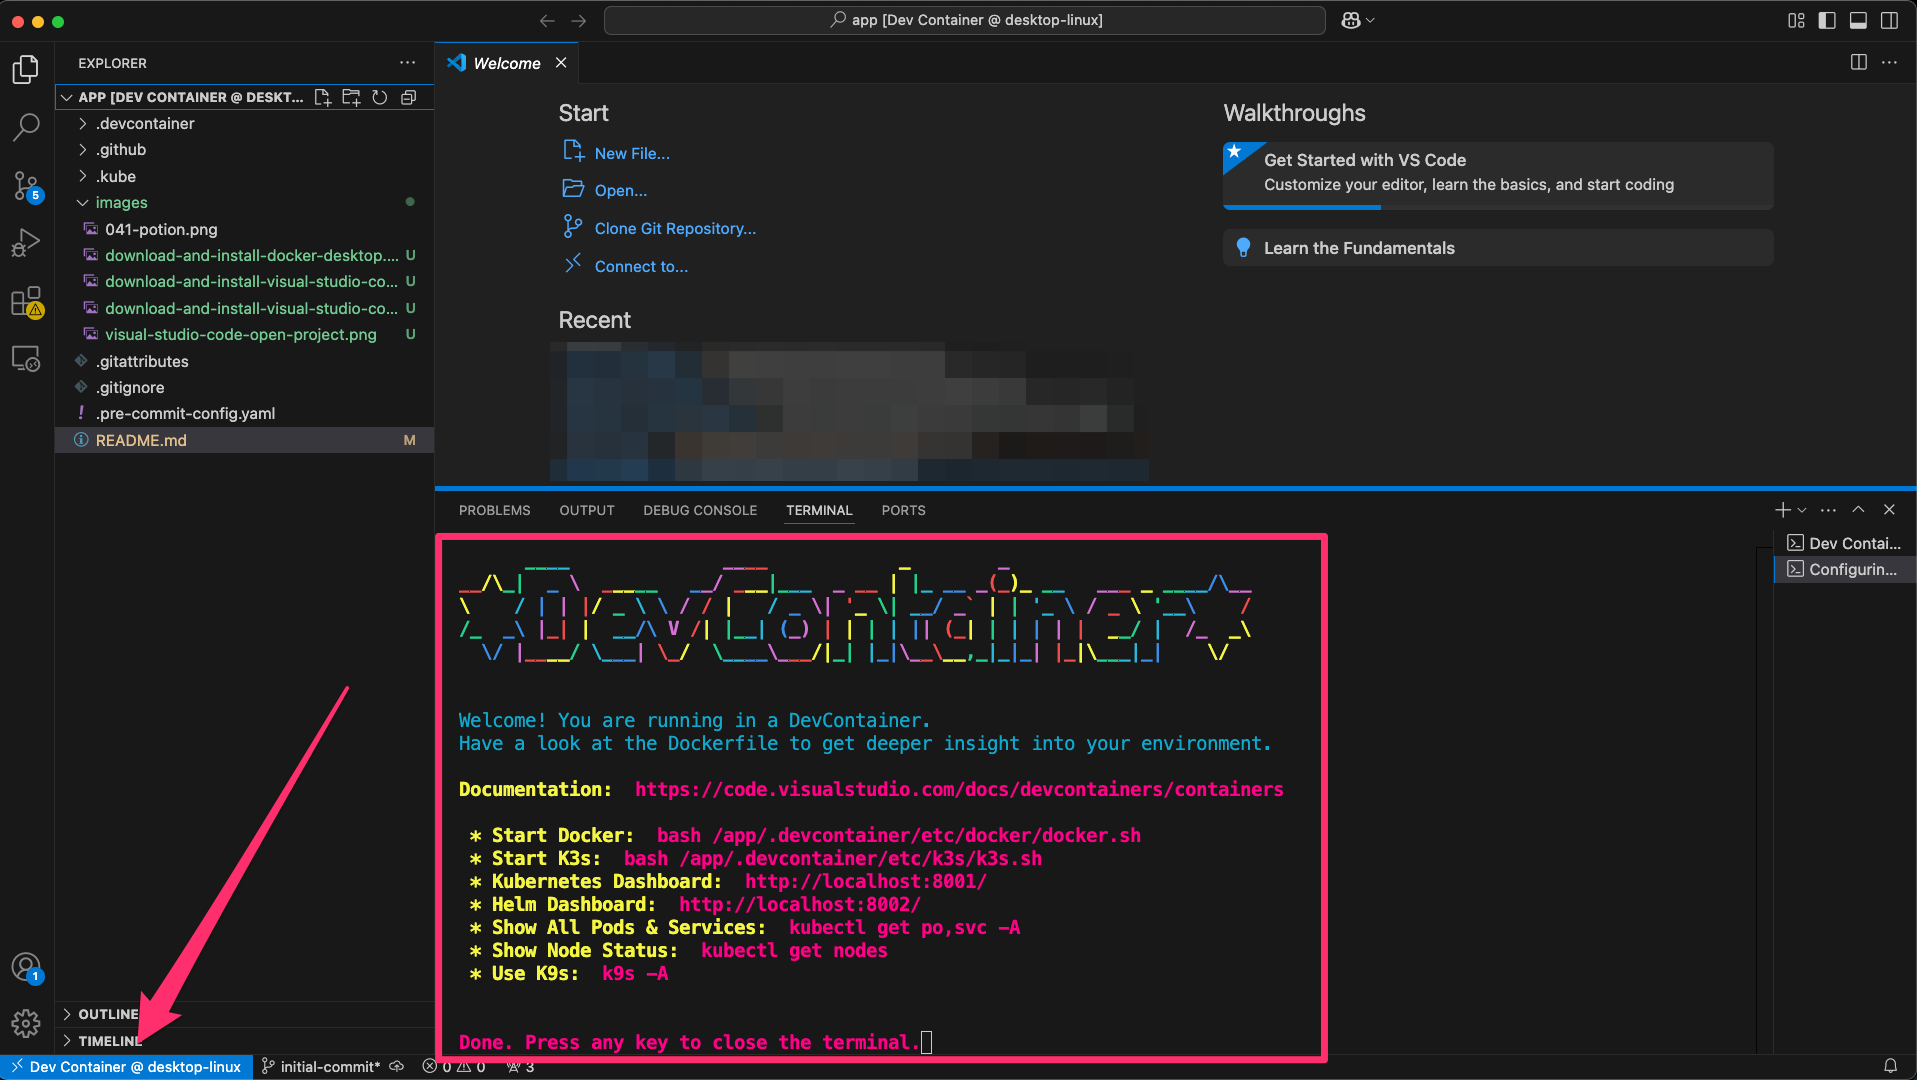 app [Dev Container @ desktop-linux]
EXPLORER
APP [DEV CONTAINER @ DESKT...
.devcontainer
.github
.kube
images
041-potion.png
download-and-install-docker-desktop.... U
download-and-install-visual-studio-co... U
download-and-install-visual-studio-co... U
visual-studio-code-open-project.png U
.gitattributes
.gitignore
! .pre-commit-config.yaml
README.md M
5
1
OUTLINE
TIMELINE
Welcome
Start
New File...
Open...
Clone Git Repository...
Connect to...
Recent
Walkthroughs
Get Started with VS Code
Customize your editor, learn the basics, and start coding
Learn the Fundamentals
PROBLEMS OUTPUT DEBUG CONSOLE TERMINAL PORTS
Dev Contai...
Configurin...
DevContainer
Welcome! You are running in a DevContainer.
Have a look at the Dockerfile to get deeper insight into your environment.
Documentation: https://code.visualstudio.com/docs/devcontainers/containers
* Start Docker: bash /app/.devcontainer/etc/docker/docker.sh
* Start K3s: bash /app/.devcontainer/etc/k3s/k3s.sh
* Kubernetes Dashboard: http://localhost:8001/
* Helm Dashboard: http://localhost:8002/
* Show All Pods & Services: kubectl get po,svc -A
* Show Node Status: kubectl get nodes
* Use K9s: k9s -A
Done. Press any key to close the terminal.
Dev Container @ desktop-linux initial-commit* 0 0 3